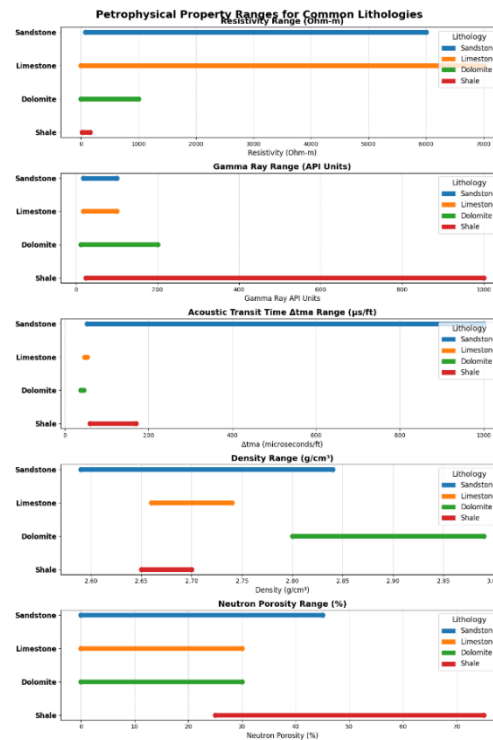 Petrophysical Property Ranges for Common Lithologies
Resistivity Range (Ohm-m)
Sandstone
Limestone
Dolomite
Shale
Lithology
Sandstone
Limestone
Dolomite
Shale
0 1000 2000 3000 4000 5000 6000 7000
Resistivity (Ohm-m)
Gamma Ray Range (API Units)
Sandstone
Limestone
Dolomite
Shale
Lithology
Sandstone
Limestone
Dolomite
Shale
0 200 400 600 800 1000
Gamma Ray API Units
Acoustic Transit Time Δtma Range (μs/ft)
Sandstone
Limestone
Dolomite
Shale
Lithology
Sandstone
Limestone
Dolomite
Shale
0 200 400 600 800 1000
Δtma (microseconds/ft)
Density Range (g/cm³)
Sandstone
Limestone
Dolomite
Shale
Lithology
Sandstone
Limestone
Dolomite
Shale
2.60 2.65 2.70 2.75 2.80 2.85 2.90 2.95
Density (g/cm³)
Neutron Porosity Range (%)
Sandstone
Limestone
Dolomite
Shale
Lithology
Sandstone
Limestone
Dolomite
Shale
0 10 20 30 40 50 60 70
Neutron Porosity (%)